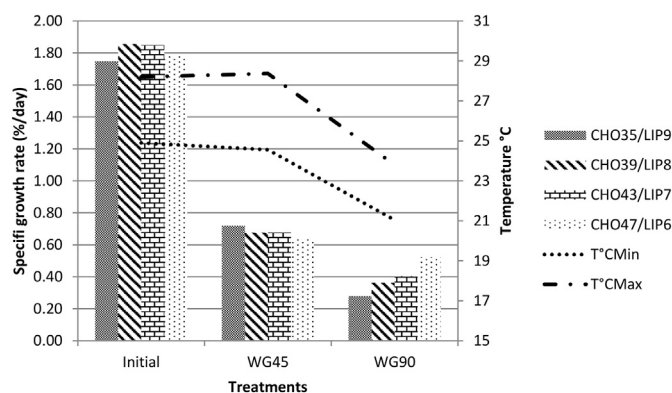 2.00
1.80
1.60
1.40
1.20
1.00
0.80
0.60
0.40
0.20
0.00
Specifi growth rate (%/day)
31
29
27
25
23
21
19
17
15
Temperature °C
Initial WG45 WG90
Treatments
CHO35/LIP9
CHO39/LIP8
CHO43/LIP7
CHO47/LIP6
T°CMin
T°CMax